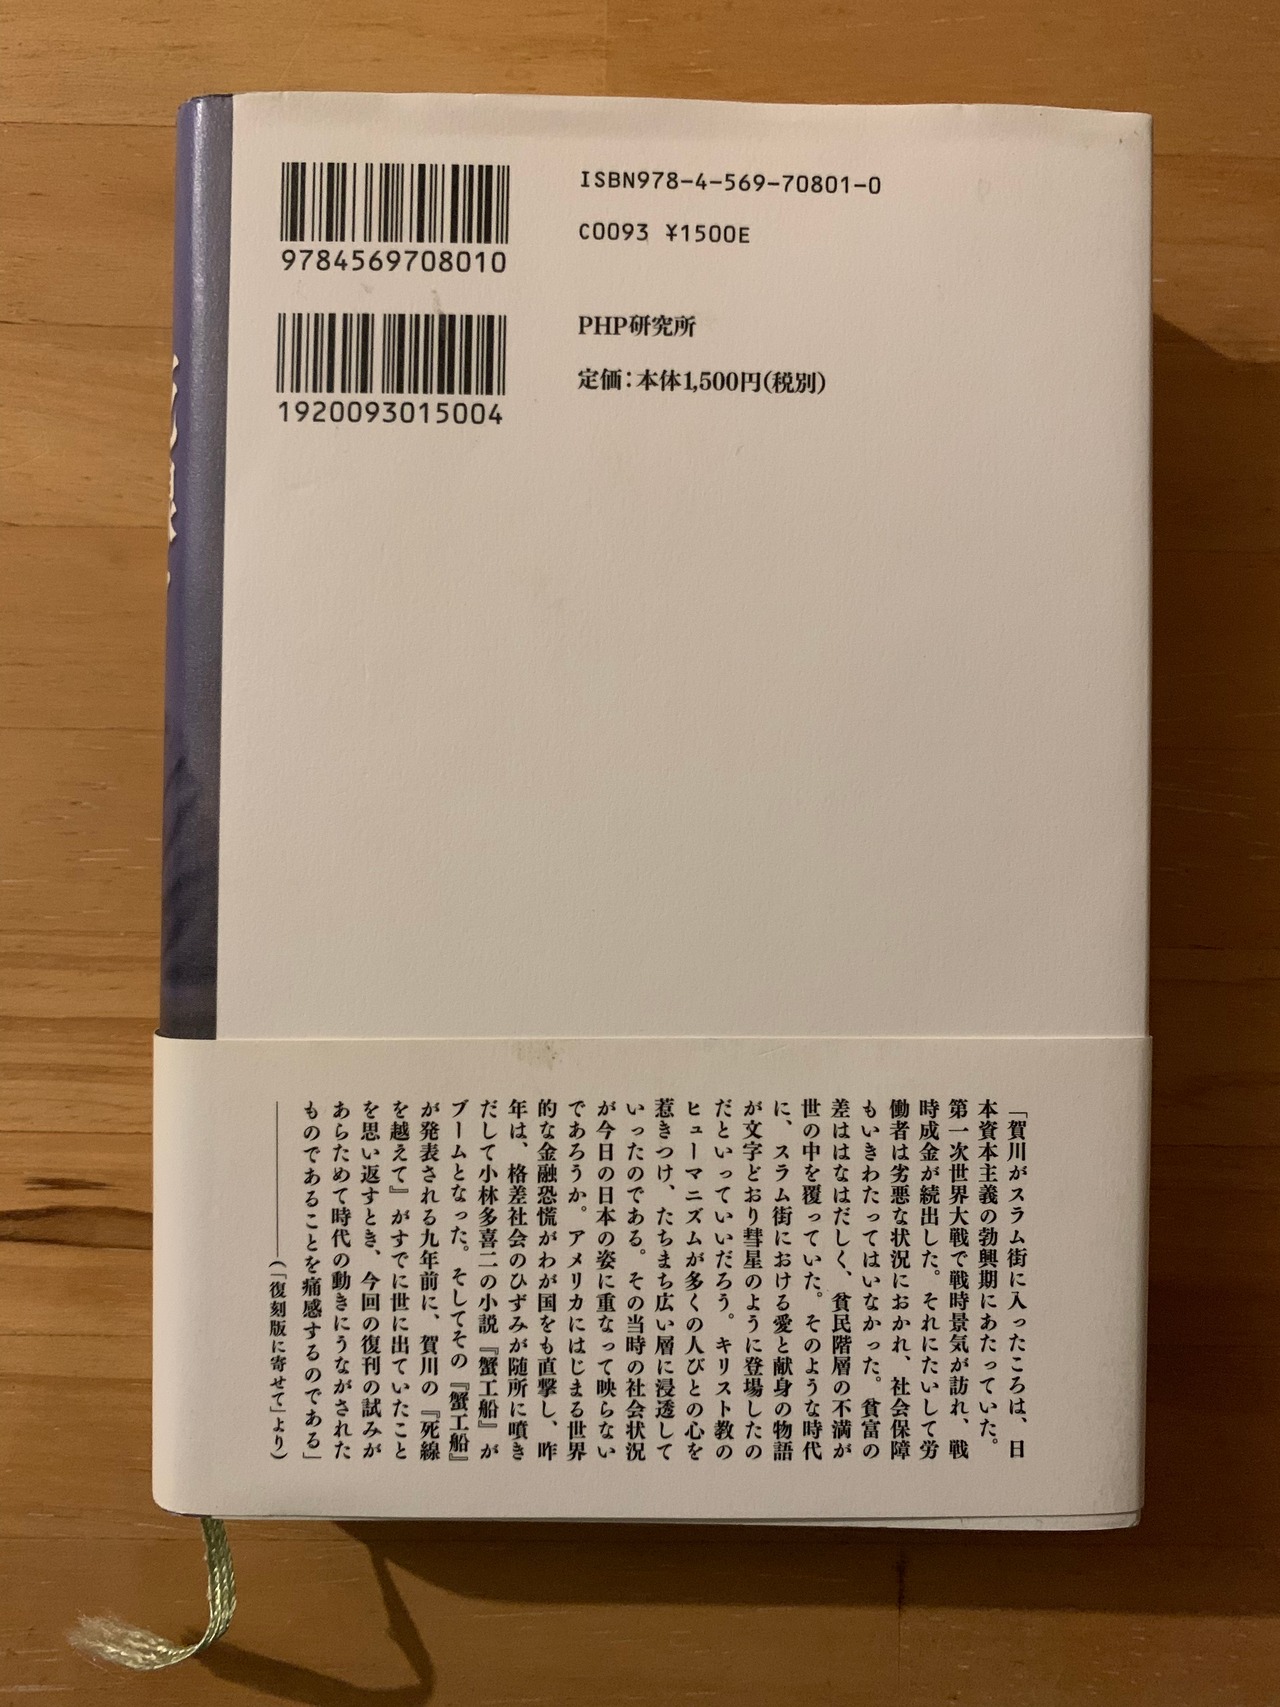 9784569708010
1920093015004
ISBN978-4-569-70801-0
C0093 ¥1500E
PHP研究所
定価：本体1,500円(税別)
「賀川がスラム街に入ったころは、日
本資本主義の勃興期にあたっていた。
第一次世界大戦で戦時景気が訪れ、戦
時成金が続出した。それにたいして労
働者は劣悪な状況におかれ、社会保障
もいきわたってはいなかった。貧富の
差ははなはだしく、貧民階層の不満が
世の中を覆っていた。そのような時代
に、スラム街における愛と献身の物語
が文字どおり彗星のように登場したの
だといっていいだろう。キリスト教の
ヒューマニズムが多くの人びとの心を
惹きつけ、たちまち広い層に浸透して
いったのである。その当時の社会状況
が今日の日本の姿に重なって映らない
であろうか。アメリカにはじまる世界
的な金融恐慌がわが国をも直撃し、昨
年は、格差社会のひずみが随所に噴き
だして小林多喜二の小説『蟹工船』が
ブームとなった。そしてその『蟹工船』
が発表される九年前に、賀川の『死線
を越えて』がすでに世に出ていたこと
を思い返すとき、今回の復刊の試みが
あらためて時代の動きにうながされた
ものであることを痛感するのである」
――――（「復刻版に寄せて」より）